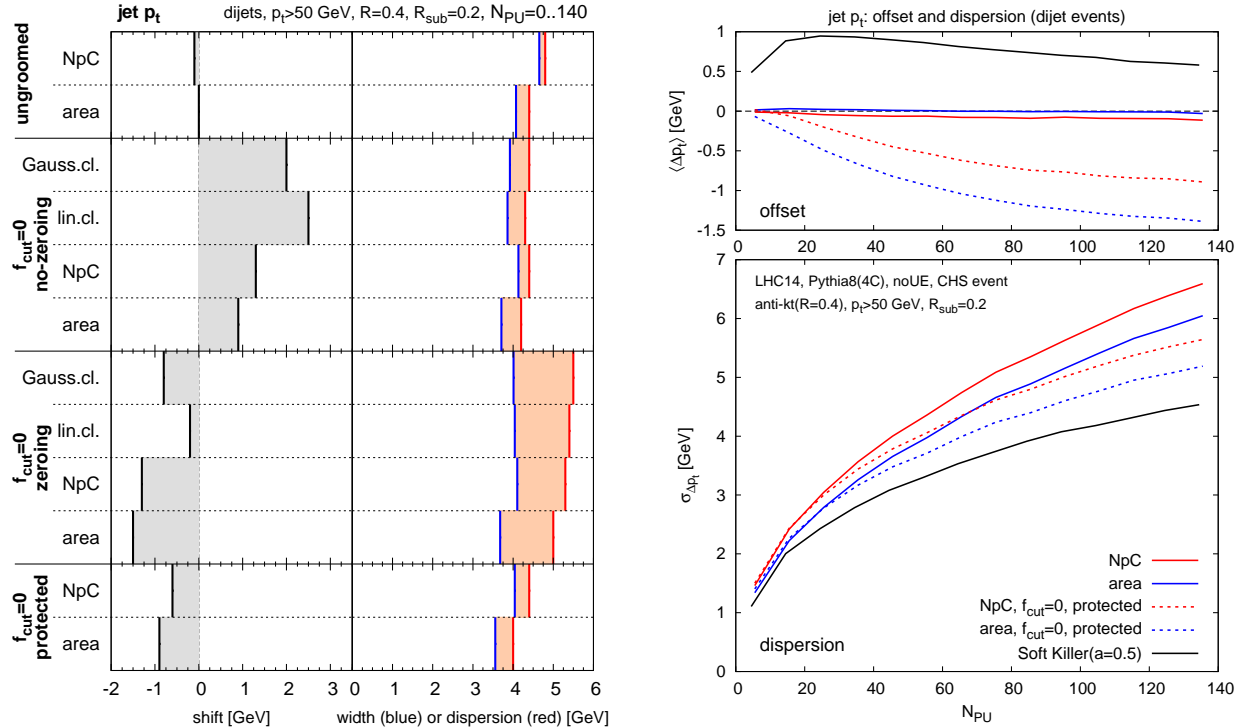 jet pt dijets, pt>50 GeV, R=0.4, Rsub=0.2, NPU=0..140
ungroomed
NpC
area
fcut=0
no-zeroing
Gauss.cl.
lin.cl.
NpC
area
fcut=0
zeroing
Gauss.cl.
lin.cl.
NpC
area
fcut=0
protected
NpC
area
-2 -1 0 1 2 3 0 1 2 3 4 5 6
shift [GeV] width (blue) or dispersion (red) [GeV]
jet pt: offset and dispersion (dijet events)
⟨Δpt⟩ [GeV]
1
0.5
0
-0.5
-1
-1.5
offset
0 20 40 60 80 100 120 140
σΔpt [GeV]
7
6
5
4
3
2
1
0
LHC14, Pythia8(4C), noUE, CHS event
anti-kt(R=0.4), pt>50 GeV, Rsub=0.2
NpC
area
NpC, fcut=0, protected
area, fcut=0, protected
Soft Killer(a=0.5)
dispersion
0 20 40 60 80 100 120 140
NPU